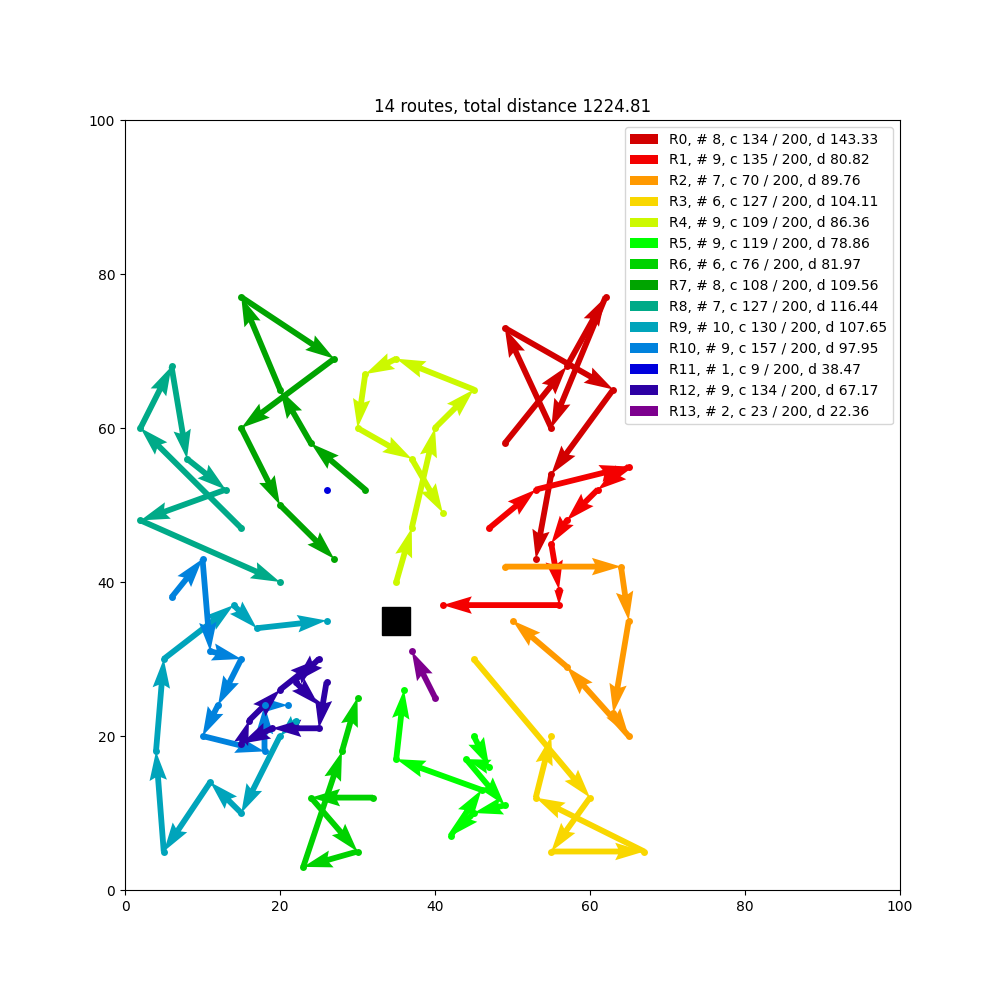 14 routes, total distance 1224.81
R0, # 8, c 134 / 200, d 143.33
R1, # 9, c 135 / 200, d 80.82
R2, # 7, c 70 / 200, d 89.76
R3, # 6, c 127 / 200, d 104.11
R4, # 9, c 109 / 200, d 86.36
R5, # 9, c 119 / 200, d 78.86
R6, # 6, c 76 / 200, d 81.97
R7, # 8, c 108 / 200, d 109.56
R8, # 7, c 127 / 200, d 116.44
R9, # 10, c 130 / 200, d 107.65
R10, # 9, c 157 / 200, d 97.95
R11, # 1, c 9 / 200, d 38.47
R12, # 9, c 134 / 200, d 67.17
R13, # 2, c 23 / 200, d 22.36
100
80
60
40
20
0
0 20 40 60 80 100